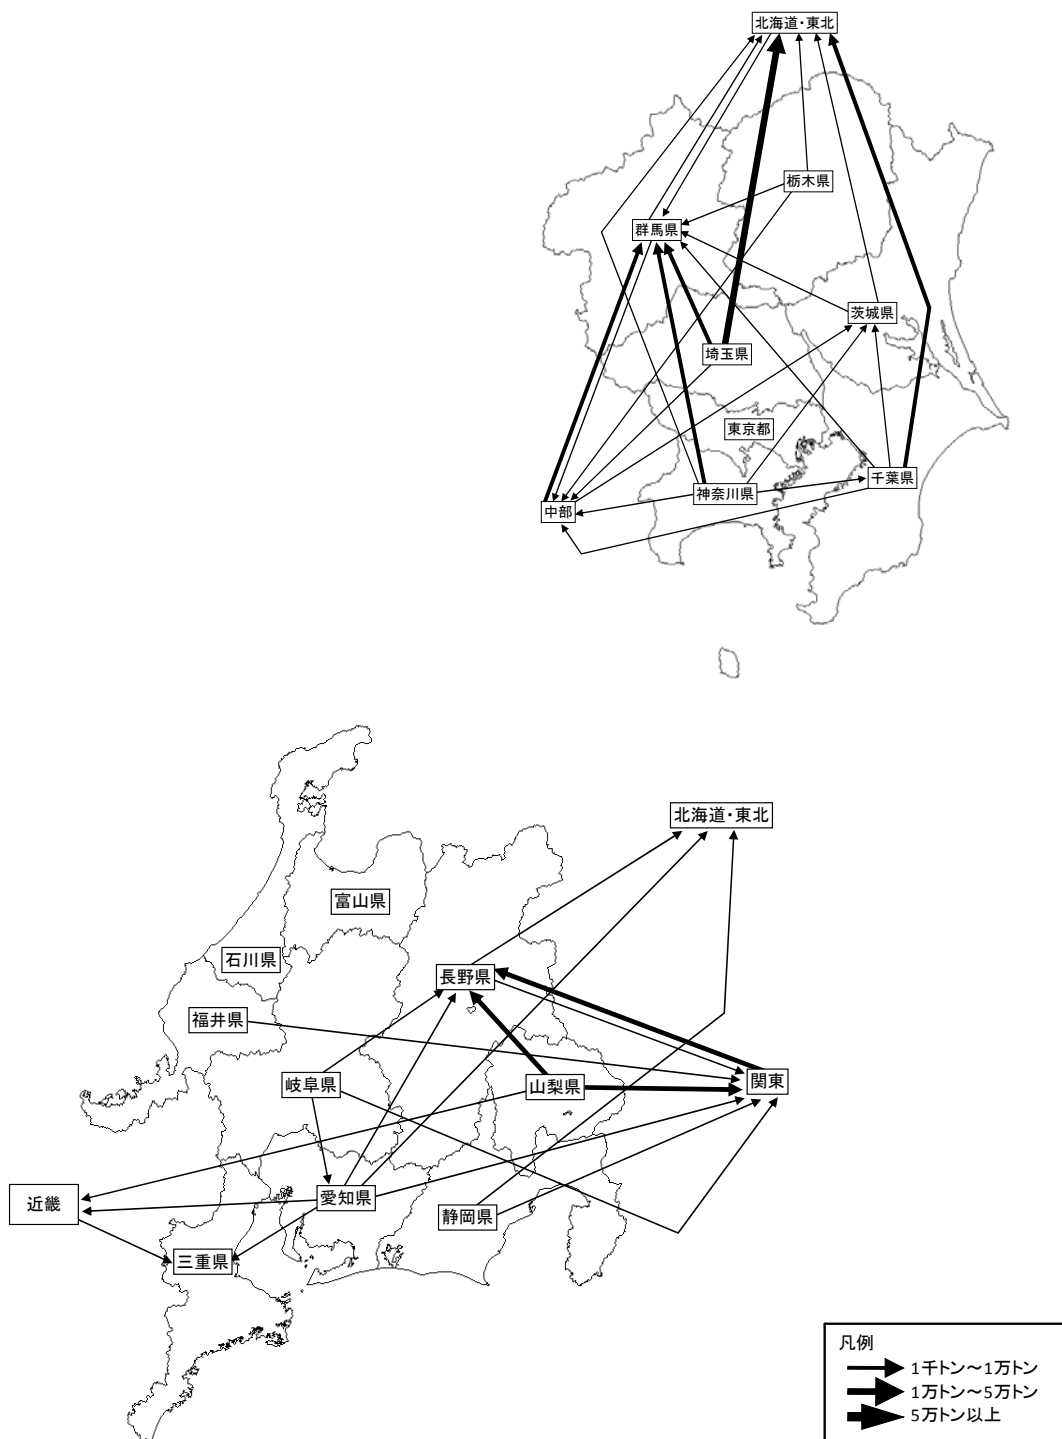 北海道・東北
栃木県
群馬県
茨城県
埼玉県
東京都
千葉県
神奈川県
中部
北海道・東北
富山県
石川県
長野県
福井県
関東
岐阜県
山梨県
愛知県
近畿
静岡県
三重県
凡例
1千トン～1万トン
1万トン～5万トン
5万トン以上